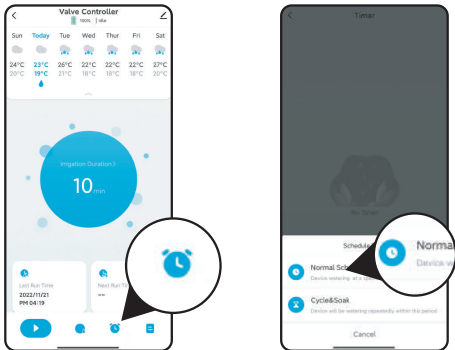 Valve Controller
100% | Idle
Sun Today Tue Wed Thur Fri Sat
24°C 23°C 26°C 22°C 22°C 22°C 27°C
20°C 19°C 21°C 18°C 18°C 18°C 20°C
Irrigation Duration >
10 min
Last Run Time
2022/11/21
PM 04:19
Next Run
--
Timer
No Timer
Schedule
Normal Sch
Device watering
Norma
Device wa
Cycle&Soak
Device will be watering repeatedly within this period
Cancel